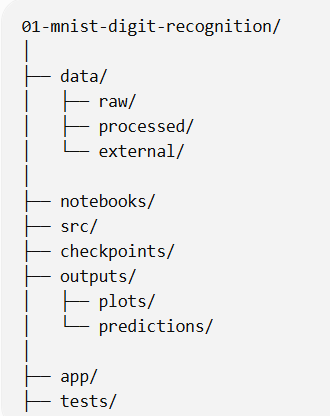 01-mnist-digit-recognition/
│
├── data/
│   ├── raw/
│   ├── processed/
│   └── external/
│
├── notebooks/
├── src/
├── checkpoints/
├── outputs/
│   ├── plots/
│   └── predictions/
│
├── app/
├── tests/